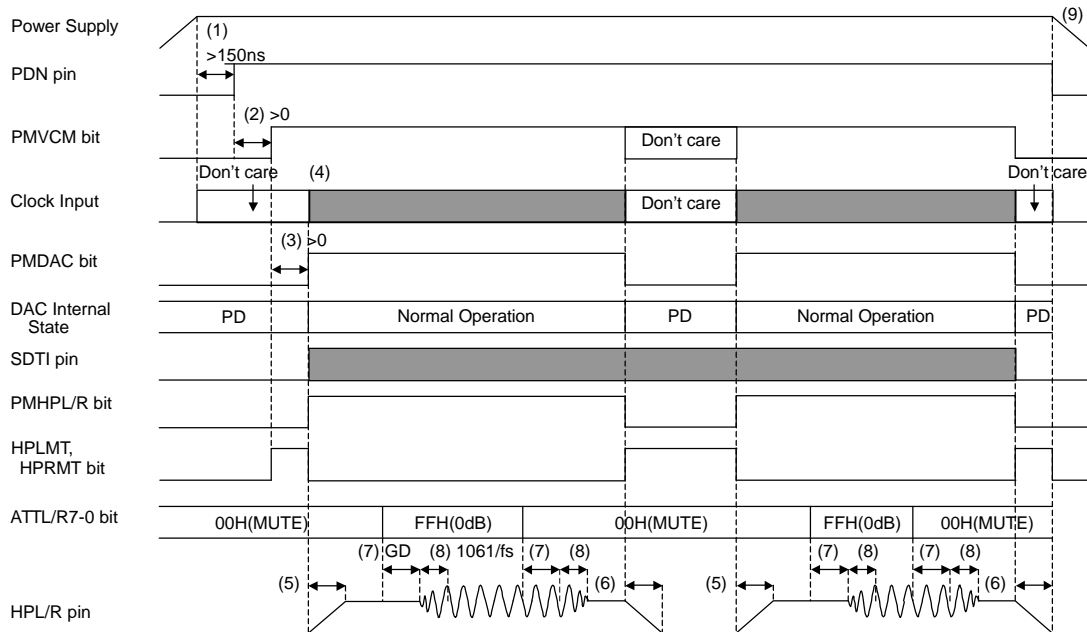 Power Supply
(1)
(9)
>150ns
PDN pin
(2) >0
PMVCM bit
Don't care
Don't care
(4)
Don't care
Clock Input
Don't care
(3) >0
PMDAC bit
DAC Internal
State
PD
Normal Operation
PD
Normal Operation
PD
SDTI pin
PMHPL/R bit
HPLMT,
HPRMT bit
ATTL/R7-0 bit
00H(MUTE)
FFH(0dB)
00H(MUTE)
FFH(0dB)
00H(MUTE)
(7) GD
(8) 1061/fs
(7)
(8)
(7)
(8)
(7)
(8)
(5)
(6)
(5)
(6)
HPL/R pin